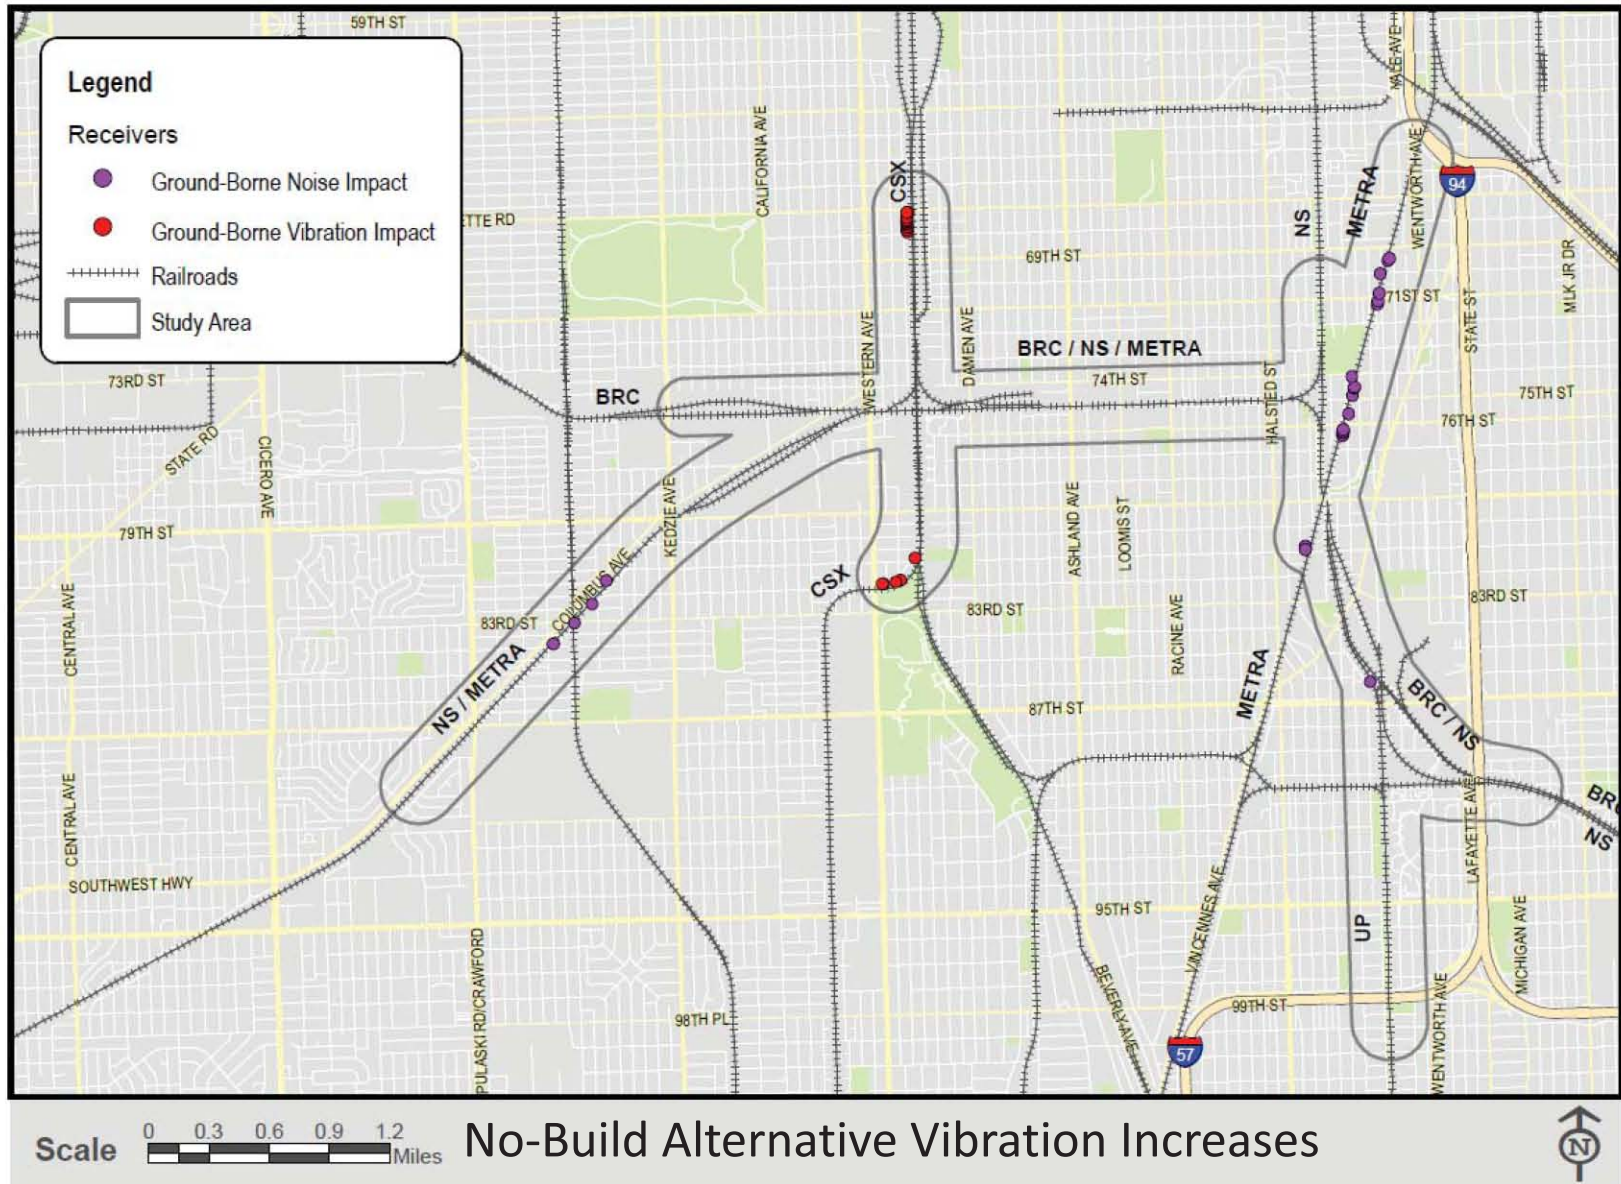 59TH ST
Legend
Receivers
Ground-Borne Noise Impact
Ground-Borne Vibration Impact
Railroads
Study Area
ETTE RD
CALIFORNIA AVE
CSX
YALE AVE
WENTWORTH AVE
94
METRA
NS
69TH ST
71ST ST
MLK JR DR
STATE ST
WESTERN AVE
DAMEN AVE
BRC / NS / METRA
74TH ST
HALSTED ST
75TH ST
76TH ST
73RD ST
BRC
STATE RD
CICERO AVE
79TH ST
KEDZIE AVE
COLUMBUS AVE
83RD ST
CSX
83RD ST
ASHLAND AVE
LOOMIS ST
RACINE AVE
83RD ST
CENTRAL AVE
NS / METRA
METRA
87TH ST
BRC / NS
BRC
NS
CENTRAL AVE
SOUTHWEST HWY
LAFAYETTE AVE
95TH ST
VINCENNES AVE
UP
MICHIGAN AVE
PULASKI RD/CRAWFORD
98TH PL
BEVERLY AVE
99TH ST
WENTWORTH AVE
57
Scale
0 0.3 0.6 0.9 1.2
Miles
No-Build Alternative Vibration Increases
N